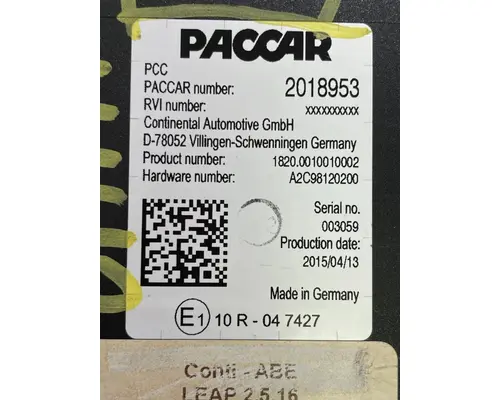 PACCAR
PCC
PACCAR number: 2018953
RVI number: xxxxxxxxxx
Continental Automotive GmbH
D-78052 Villingen-Schwenningen Germany
Product number: 1820.0010010002
Hardware number: A2C98120200
Serial no.
003059
Production date:
2015/04/13
Made in Germany
E1 10 R - 04 7427
Conti - ABE
LEAP 2.5.16